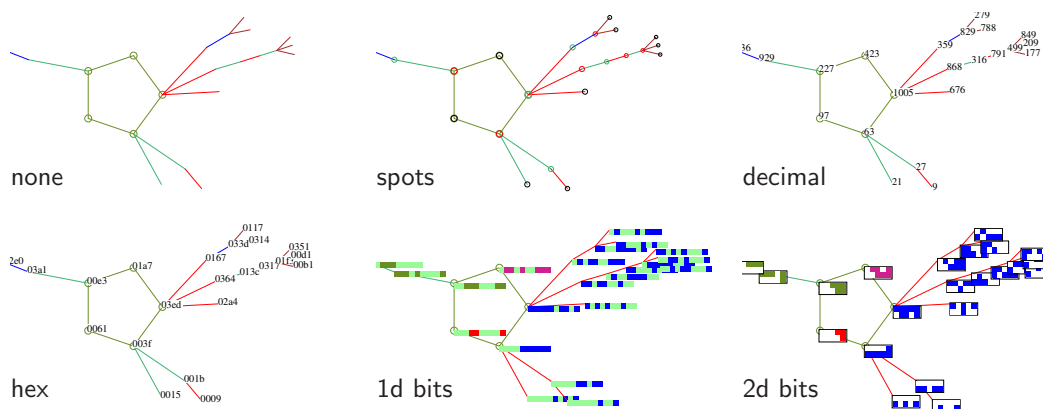 none
spots
279
788
829
849
209
499
177
359
791
316
868
36
929
423
227
1005
676
97
63
27
21
9
decimal
0117
0314
033d
0351
00d1
0317
00b1
0167
013c
0364
2e0
03a1
01a7
00e3
03ed
02a4
0061
003f
001b
0015
0009
hex
1d bits
2d bits